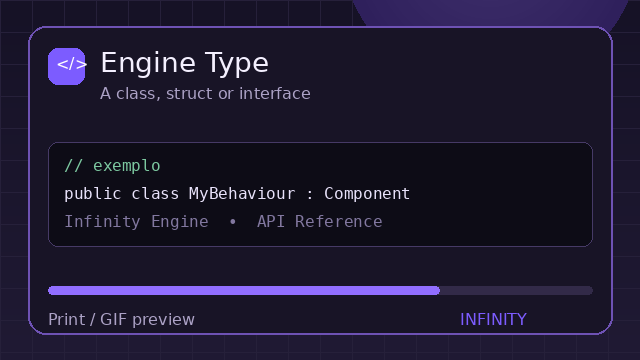 </>
Engine Type
A class, struct or interface
// exemplo
public class MyBehaviour : Component
Infinity Engine • API Reference
Print / GIF preview
INFINITY